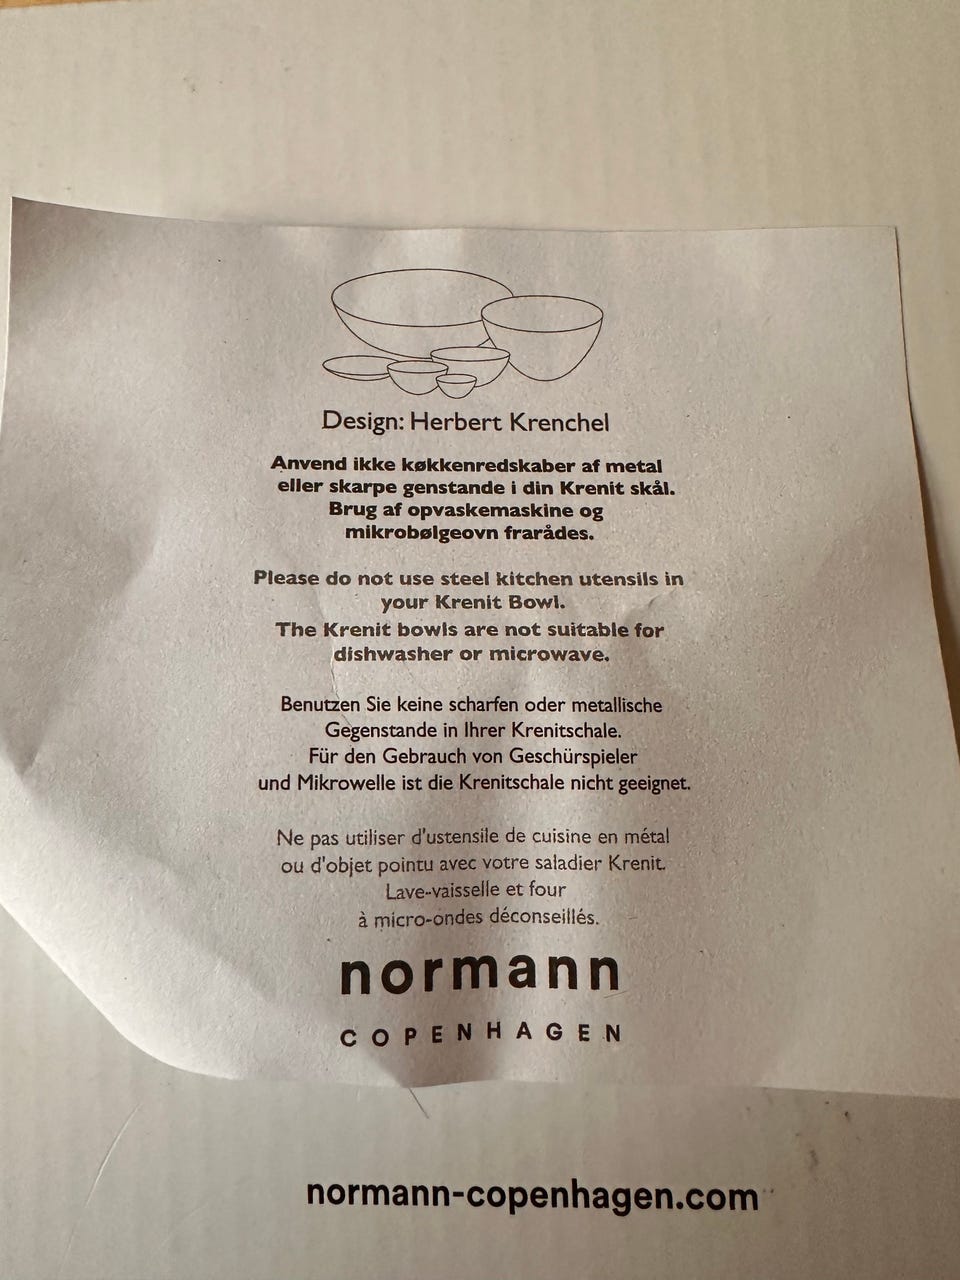 Design: Herbert Krenchel
Anvend ikke køkkenredskaber af metal
eller skarpe genstande i din Krenit skål.
Brug af opvaskemaskine og
mikrobølgeovn frarådes.
Please do not use steel kitchen utensils in
your Krenit Bowl.
The Krenit bowls are not suitable for
dishwasher or microwave.
Benutzen Sie keine scharfen oder metallische
Gegenstande in Ihrer Krenitschale.
Für den Gebrauch von Geschürspieler
und Mikrowelle ist die Krenitschale nicht geeignet.
Ne pas utiliser d'ustensile de cuisine en métal
ou d'objet pointu avec votre saladier Krenit.
Lave-vaisselle et four
à micro-ondes déconseillés.
normann
COPENHAGEN
normann-copenhagen.com